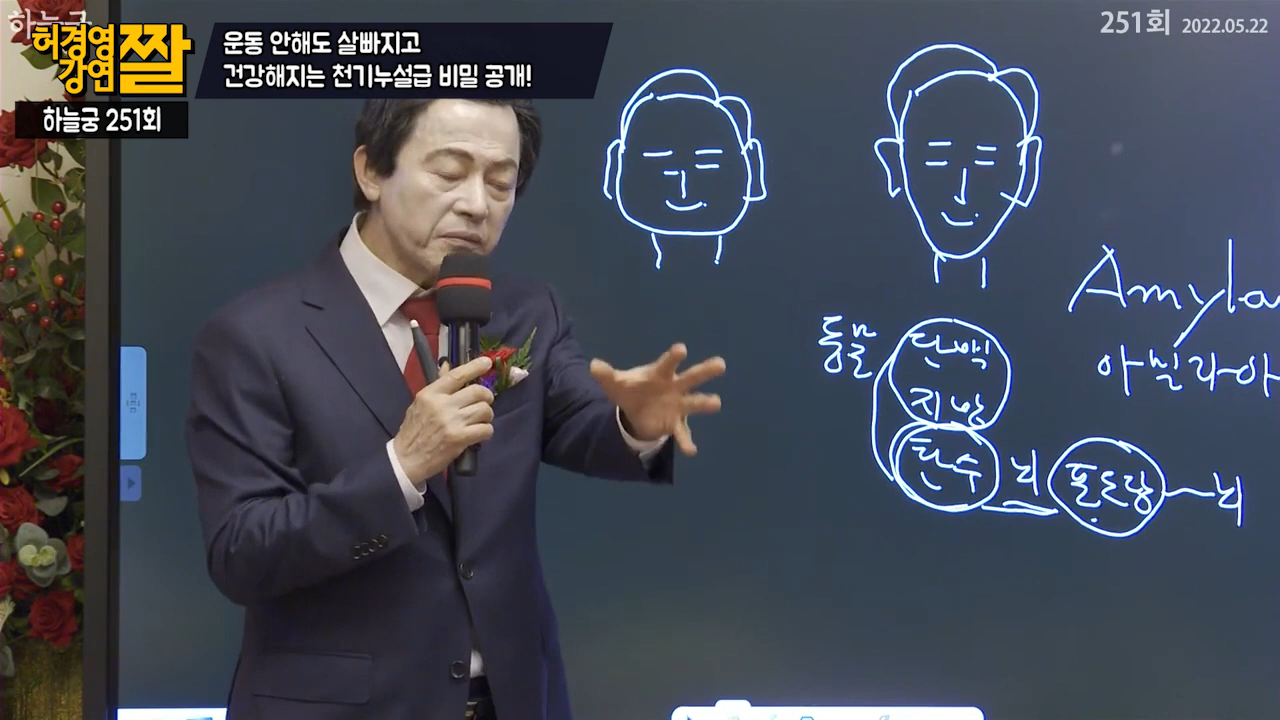 하늘궁
251회 2022.05.22
허경영
강연 짤
하늘궁 251회
운동 안해도 살빠지고
건강해지는 천기누설급 비밀 공개!
Amyla
아밀라아
동물
단백
지방
탄수 뇌 포도당 뇌